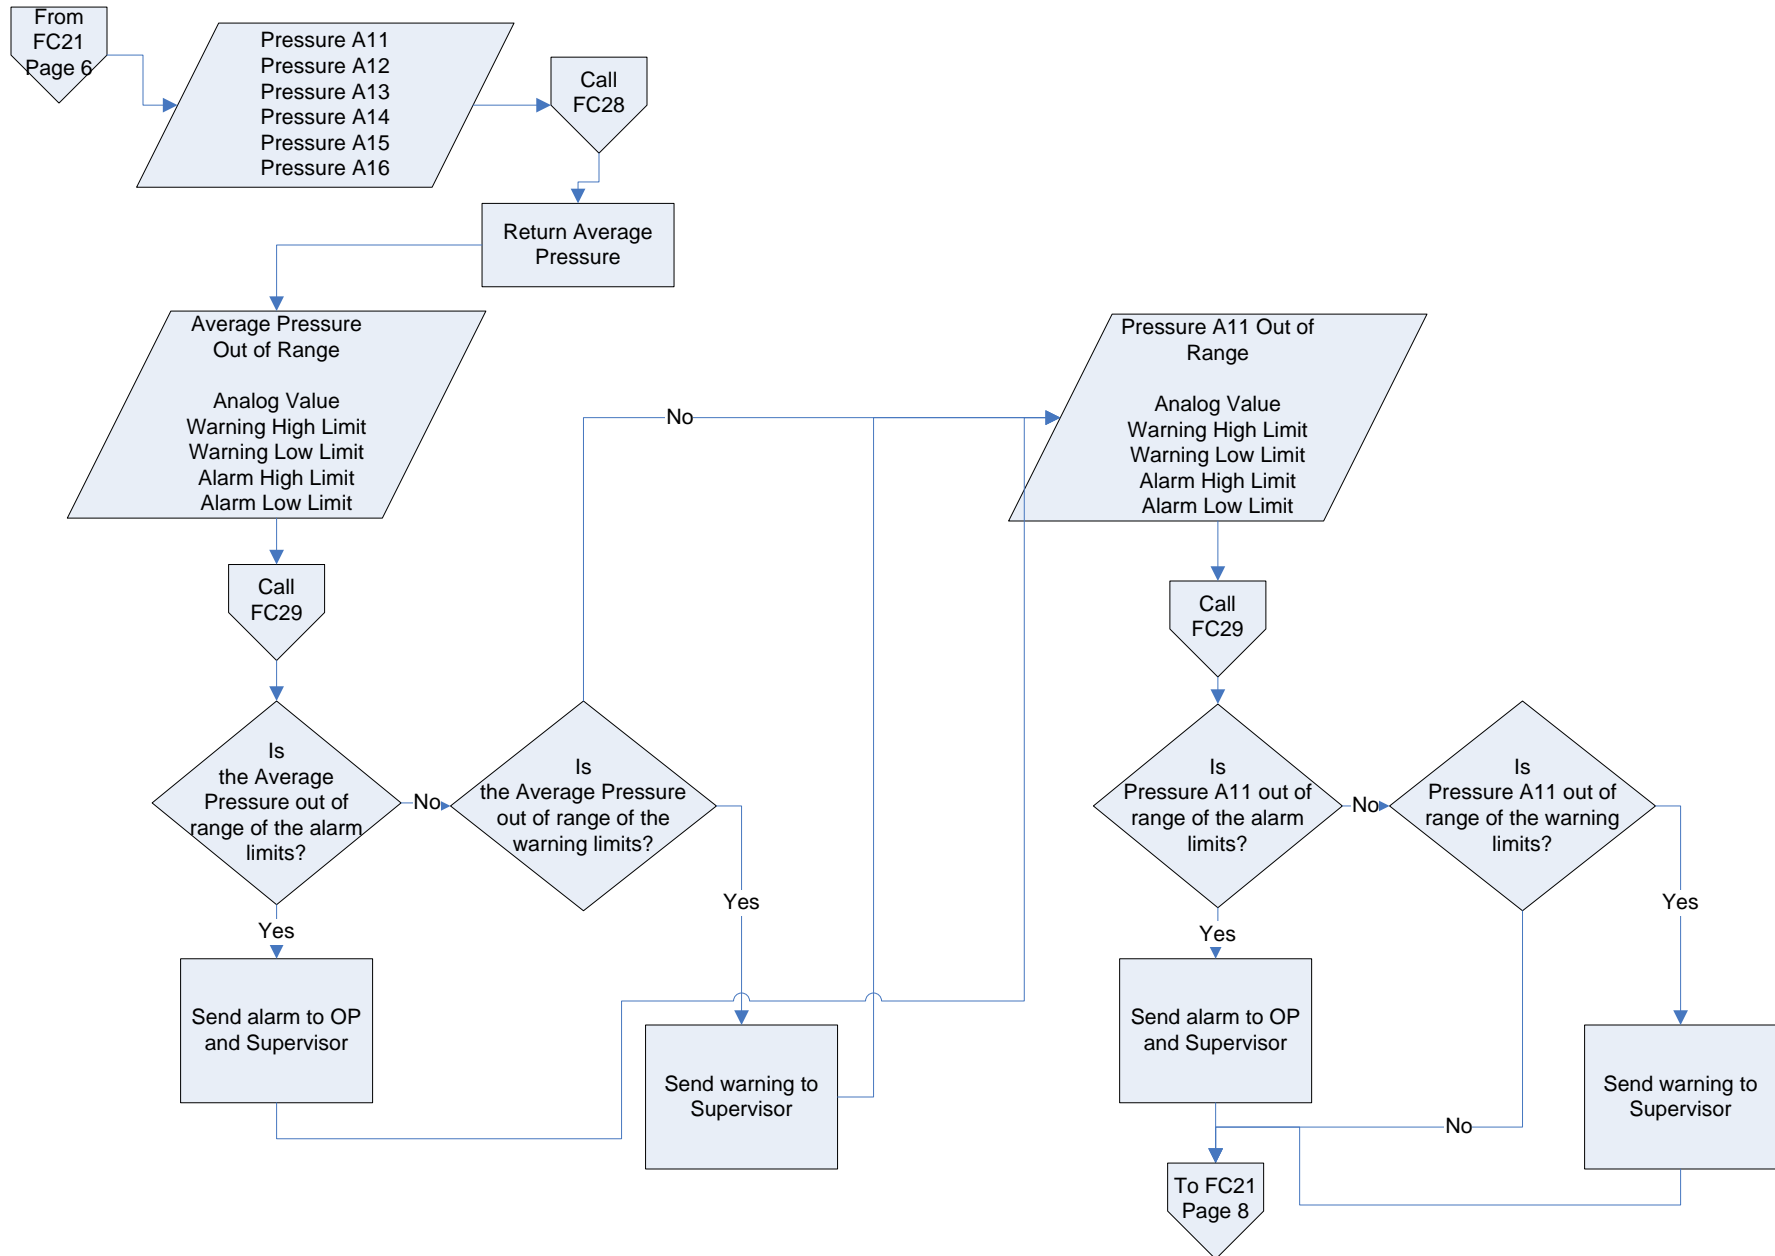 From
FC21
Page 6
Pressure A11
Pressure A12
Pressure A13
Pressure A14
Pressure A15
Pressure A16
Call
FC28
Return Average
Pressure
Average Pressure
Out of Range
Analog Value
Warning High Limit
Warning Low Limit
Alarm High Limit
Alarm Low Limit
Call
FC29
Is
the Average
Pressure out of
range of the alarm
limits?
No
Is
the Average Pressure
out of range of the
warning limits?
No
Yes
Yes
Send alarm to OP
and Supervisor
Send warning to
Supervisor
Pressure A11 Out of
Range
Analog Value
Warning High Limit
Warning Low Limit
Alarm High Limit
Alarm Low Limit
Call
FC29
Is
Pressure A11 out of
range of the alarm
limits?
No
Is
Pressure A11 out of
range of the warning
limits?
Yes
Yes
Send alarm to OP
and Supervisor
Send warning to
Supervisor
No
To FC21
Page 8